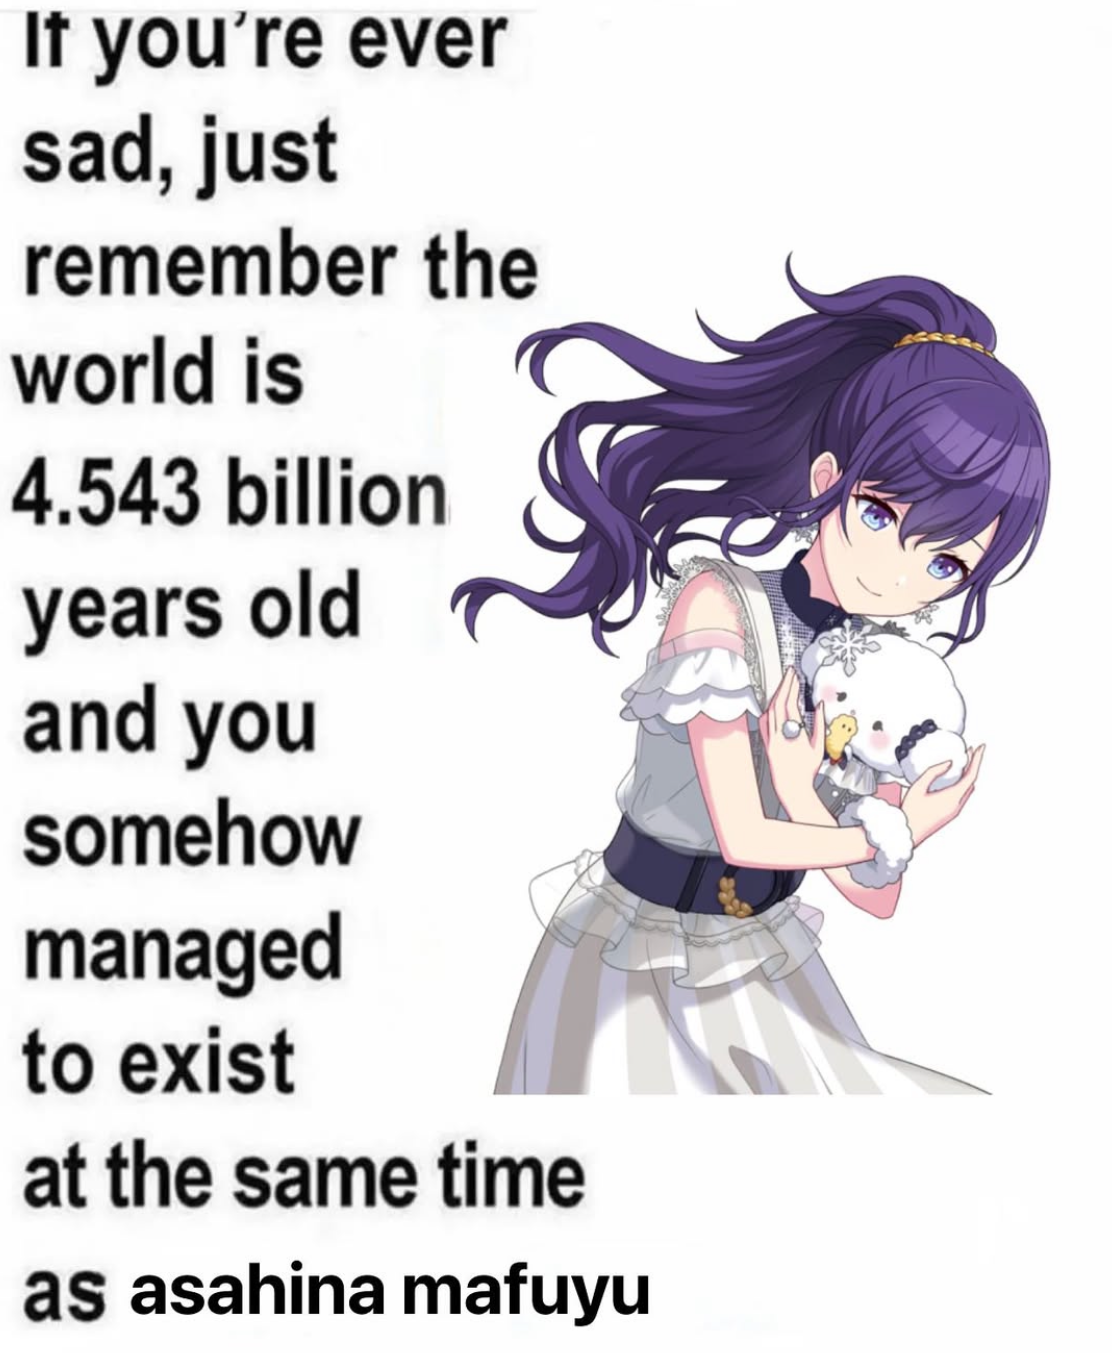 If you're ever
sad, just
remember the
world is
4.543 billion
years old
and you
somehow
managed
to exist
at the same time
as asahina mafuyu